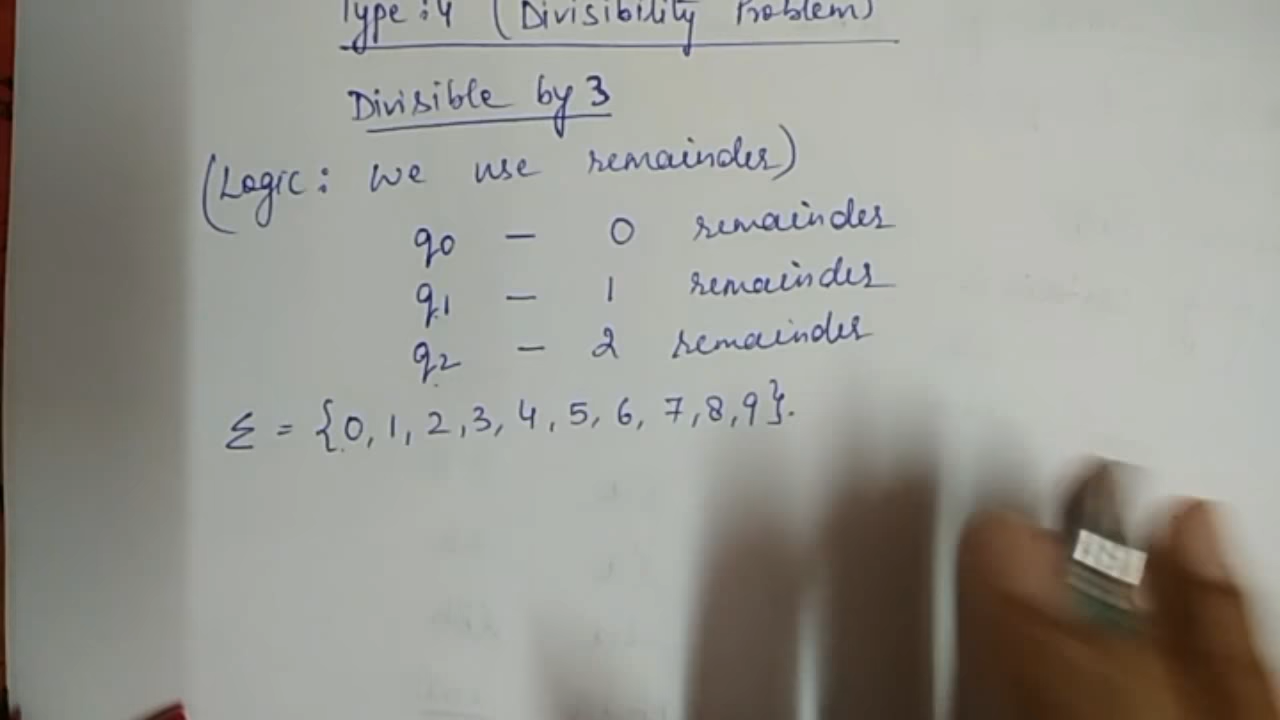 Type : 4 (Divisibility Problem)
Divisible by 3
(Logic : we use remainder)
q0 - 0 remainder
q1 - 1 remainder
q2 - 2 remainder
Σ = {0, 1, 2, 3, 4, 5, 6, 7, 8, 9}.